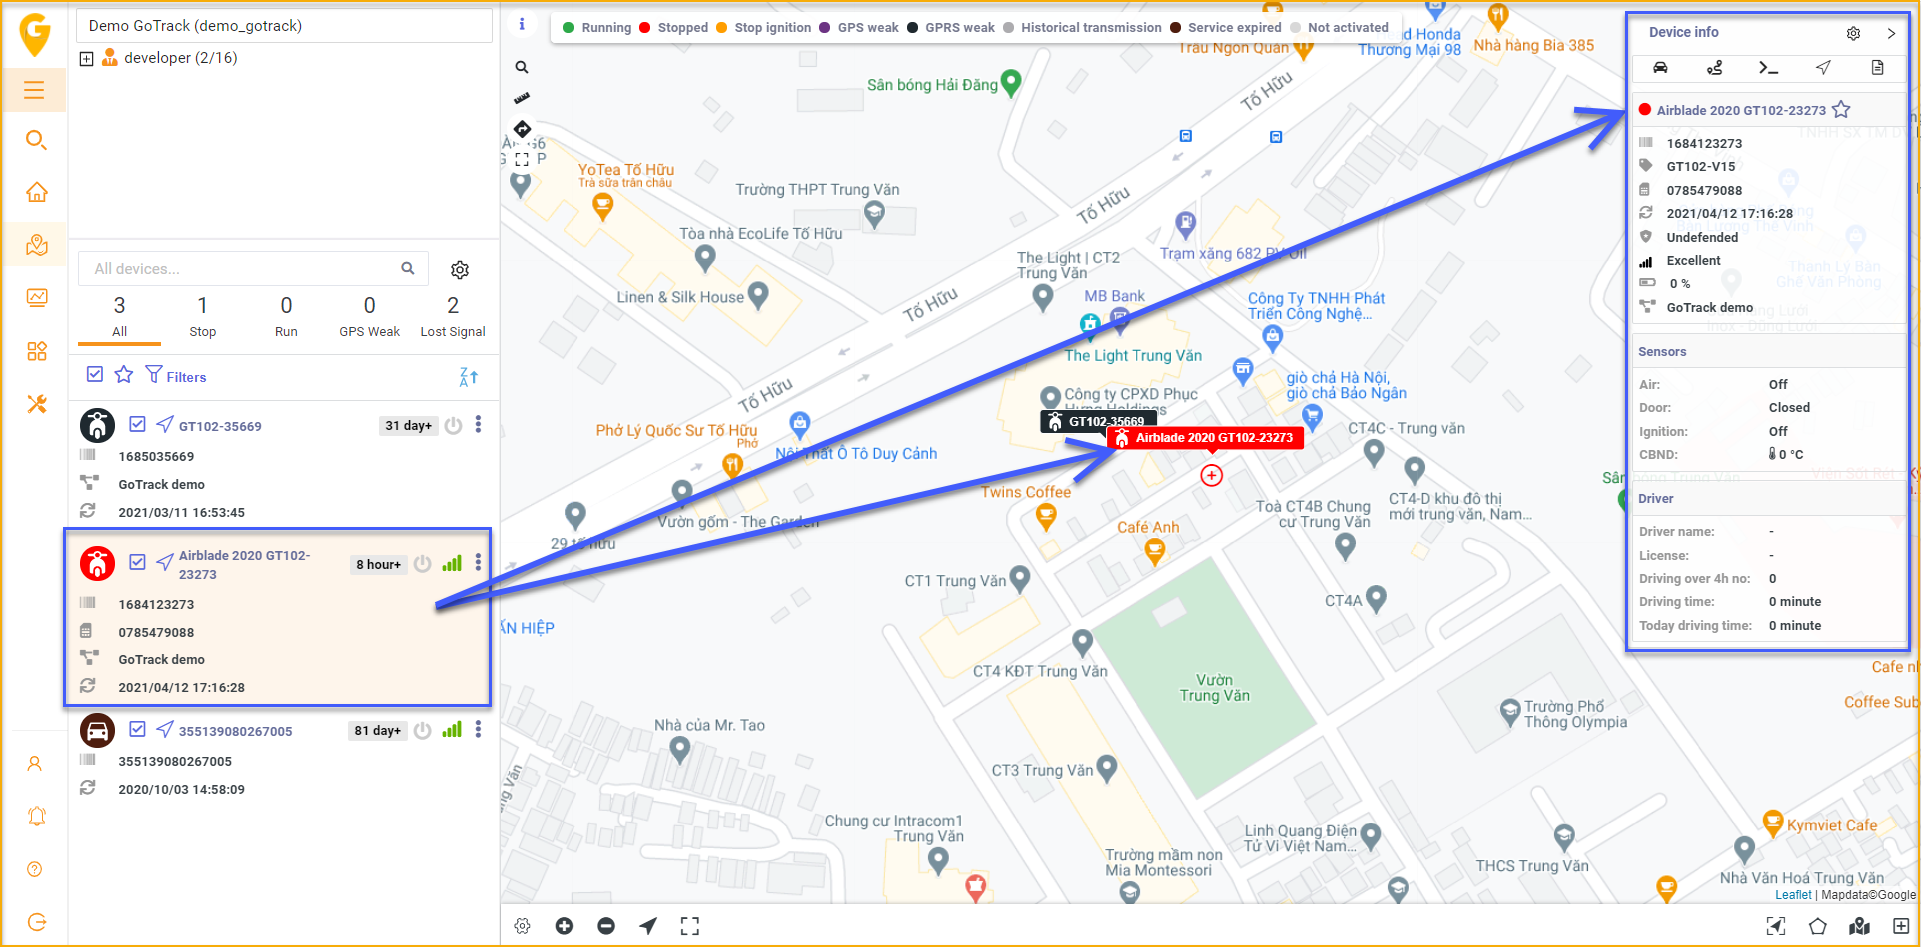 Demo GoTrack (demo_gotrack)
developer (2/16)
All devices...
3
All
1
Stop
0
Run
0
GPS Weak
2
Lost Signal
Filters
GT102-35669
31 day+
1685035669
GoTrack demo
2021/03/11 16:53:45
Airblade 2020 GT102-
23273
8 hour+
1684123273
0785479088
GoTrack demo
2021/04/12 17:16:28
355139080267005
81 day+
355139080267005
2020/10/03 14:58:09
Running
Stopped
Stop ignition
GPS weak
GPRS weak
Historical transmission
Service expired
Not activated
Trâu Ngon Quán
Honda
Thương Mại 98
Nhà hàng Bia 385
Sân bóng Hải Đăng
Tố Hữu
YoTea Tố Hữu
Trà sữa trân châu
Trường THPT Trung Văn
Tố Hữu
Tòa nhà EcoLife Tố Hữu
Trạm xăng 682 PV Oil
The Light | CT2
Trung Văn
Linen & Silk House
Tố Hữu
MB Bank
Công Ty TNHH Phát
Triển Công Nghệ...
The Light Trung Văn
giò chả Hà Nội,
giò chả Bảo Ngân
Tố Hữu
Công ty CPXD Phục
Hưng Holdings
GT102-35669
Airblade 2020 GT102-23273
CT4C - Trung văn
Phở Lý Quốc Sư Tố Hữu
Phở
Nội Thất Ô Tô Duy Cảnh
Twins Coffee
Vườn gốm - The Garden
Café Anh
Toà CT4B Chung
cư Trung Văn
CT4-D khu đô thị
mới trung văn, Nam...
29 tố hữu
CT1 Trung Văn
CT4A
ẤN HIỆP
CT4 KĐT Trung Văn
Vườn
Trung Văn
Nhà của Mr. Tao
Trường Phổ
Thông Olympia
Cafe
Coffee Sub
CT3 Trung Văn
Chung cư Intracom1
Trung Văn
Linh Quang Điện
Tử Vi Việt Nam...
Kymviet Cafe
Trường mầm non
Mia Montessori
THCS Trung Văn
Nhà Văn Hoá Trung Văn
Leaflet | Mapdata©Google
Device info
Airblade 2020 GT102-23273
1684123273
GT102-V15
0785479088
2021/04/12 17:16:28
Undefended
Excellent
0 %
GoTrack demo
Sensors
Air: Off
Door: Closed
Ignition: Off
CBND: 0 °C
Driver
Driver name: -
License: -
Driving over 4h no: 0
Driving time: 0 minute
Today driving time: 0 minute